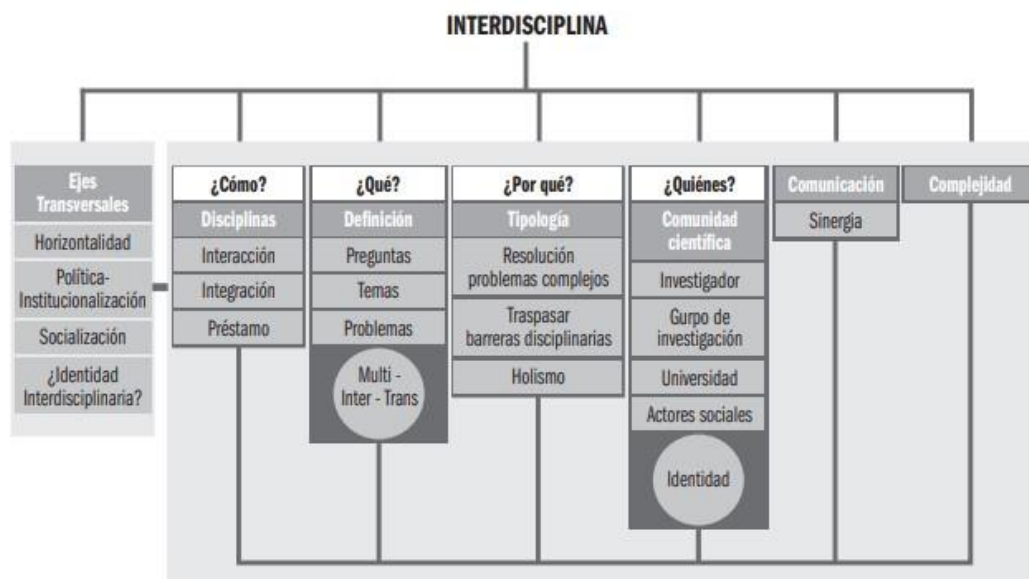 INTERDISCIPLINA
Ejes
Transversales
Horizontalidad
Política-
Institucionalización
Socialización
¿Identidad
Interdisciplinaria?
¿Cómo?
Disciplinas
Interacción
Integración
Préstamo
¿Qué?
Definición
Preguntas
Temas
Problemas
Multi -
Inter - Trans
¿Por qué?
Tipología
Resolución
problemas complejos
Traspasar
barreras disciplinarias
Holismo
¿Quiénes?
Comunidad
científica
Investigador
Gurpo de
investigación
Universidad
Actores sociales
Identidad
Comunicación
Sinergia
Complejidad